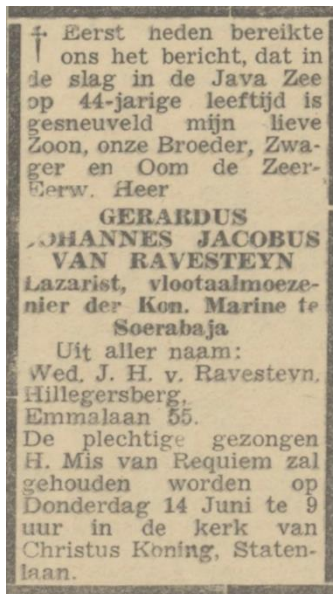 † Eerst heden bereikte
ons het bericht, dat in
de slag in de Java Zee
op 44-jarige leeftijd is
gesneuveld mijn lieve
Zoon, onze Broeder, Zwa-
ger en Oom de Zeer-
Eerw. Heer
GERARDUS
JOHANNES JACOBUS
VAN RAVESTEYN
Lazarist, vlootaalmoeze-
nier der Kon. Marine te
Soerabaja
Uit aller naam:
Wed. J. H. v. Ravesteyn.
Hillegersberg,
Emmalaan 55.
De plechtige gezongen
H. Mis van Requiem zal
gehouden worden op
Donderdag 14 Juni te 9
uur in de kerk van
Christus Koning, Staten-
laan.